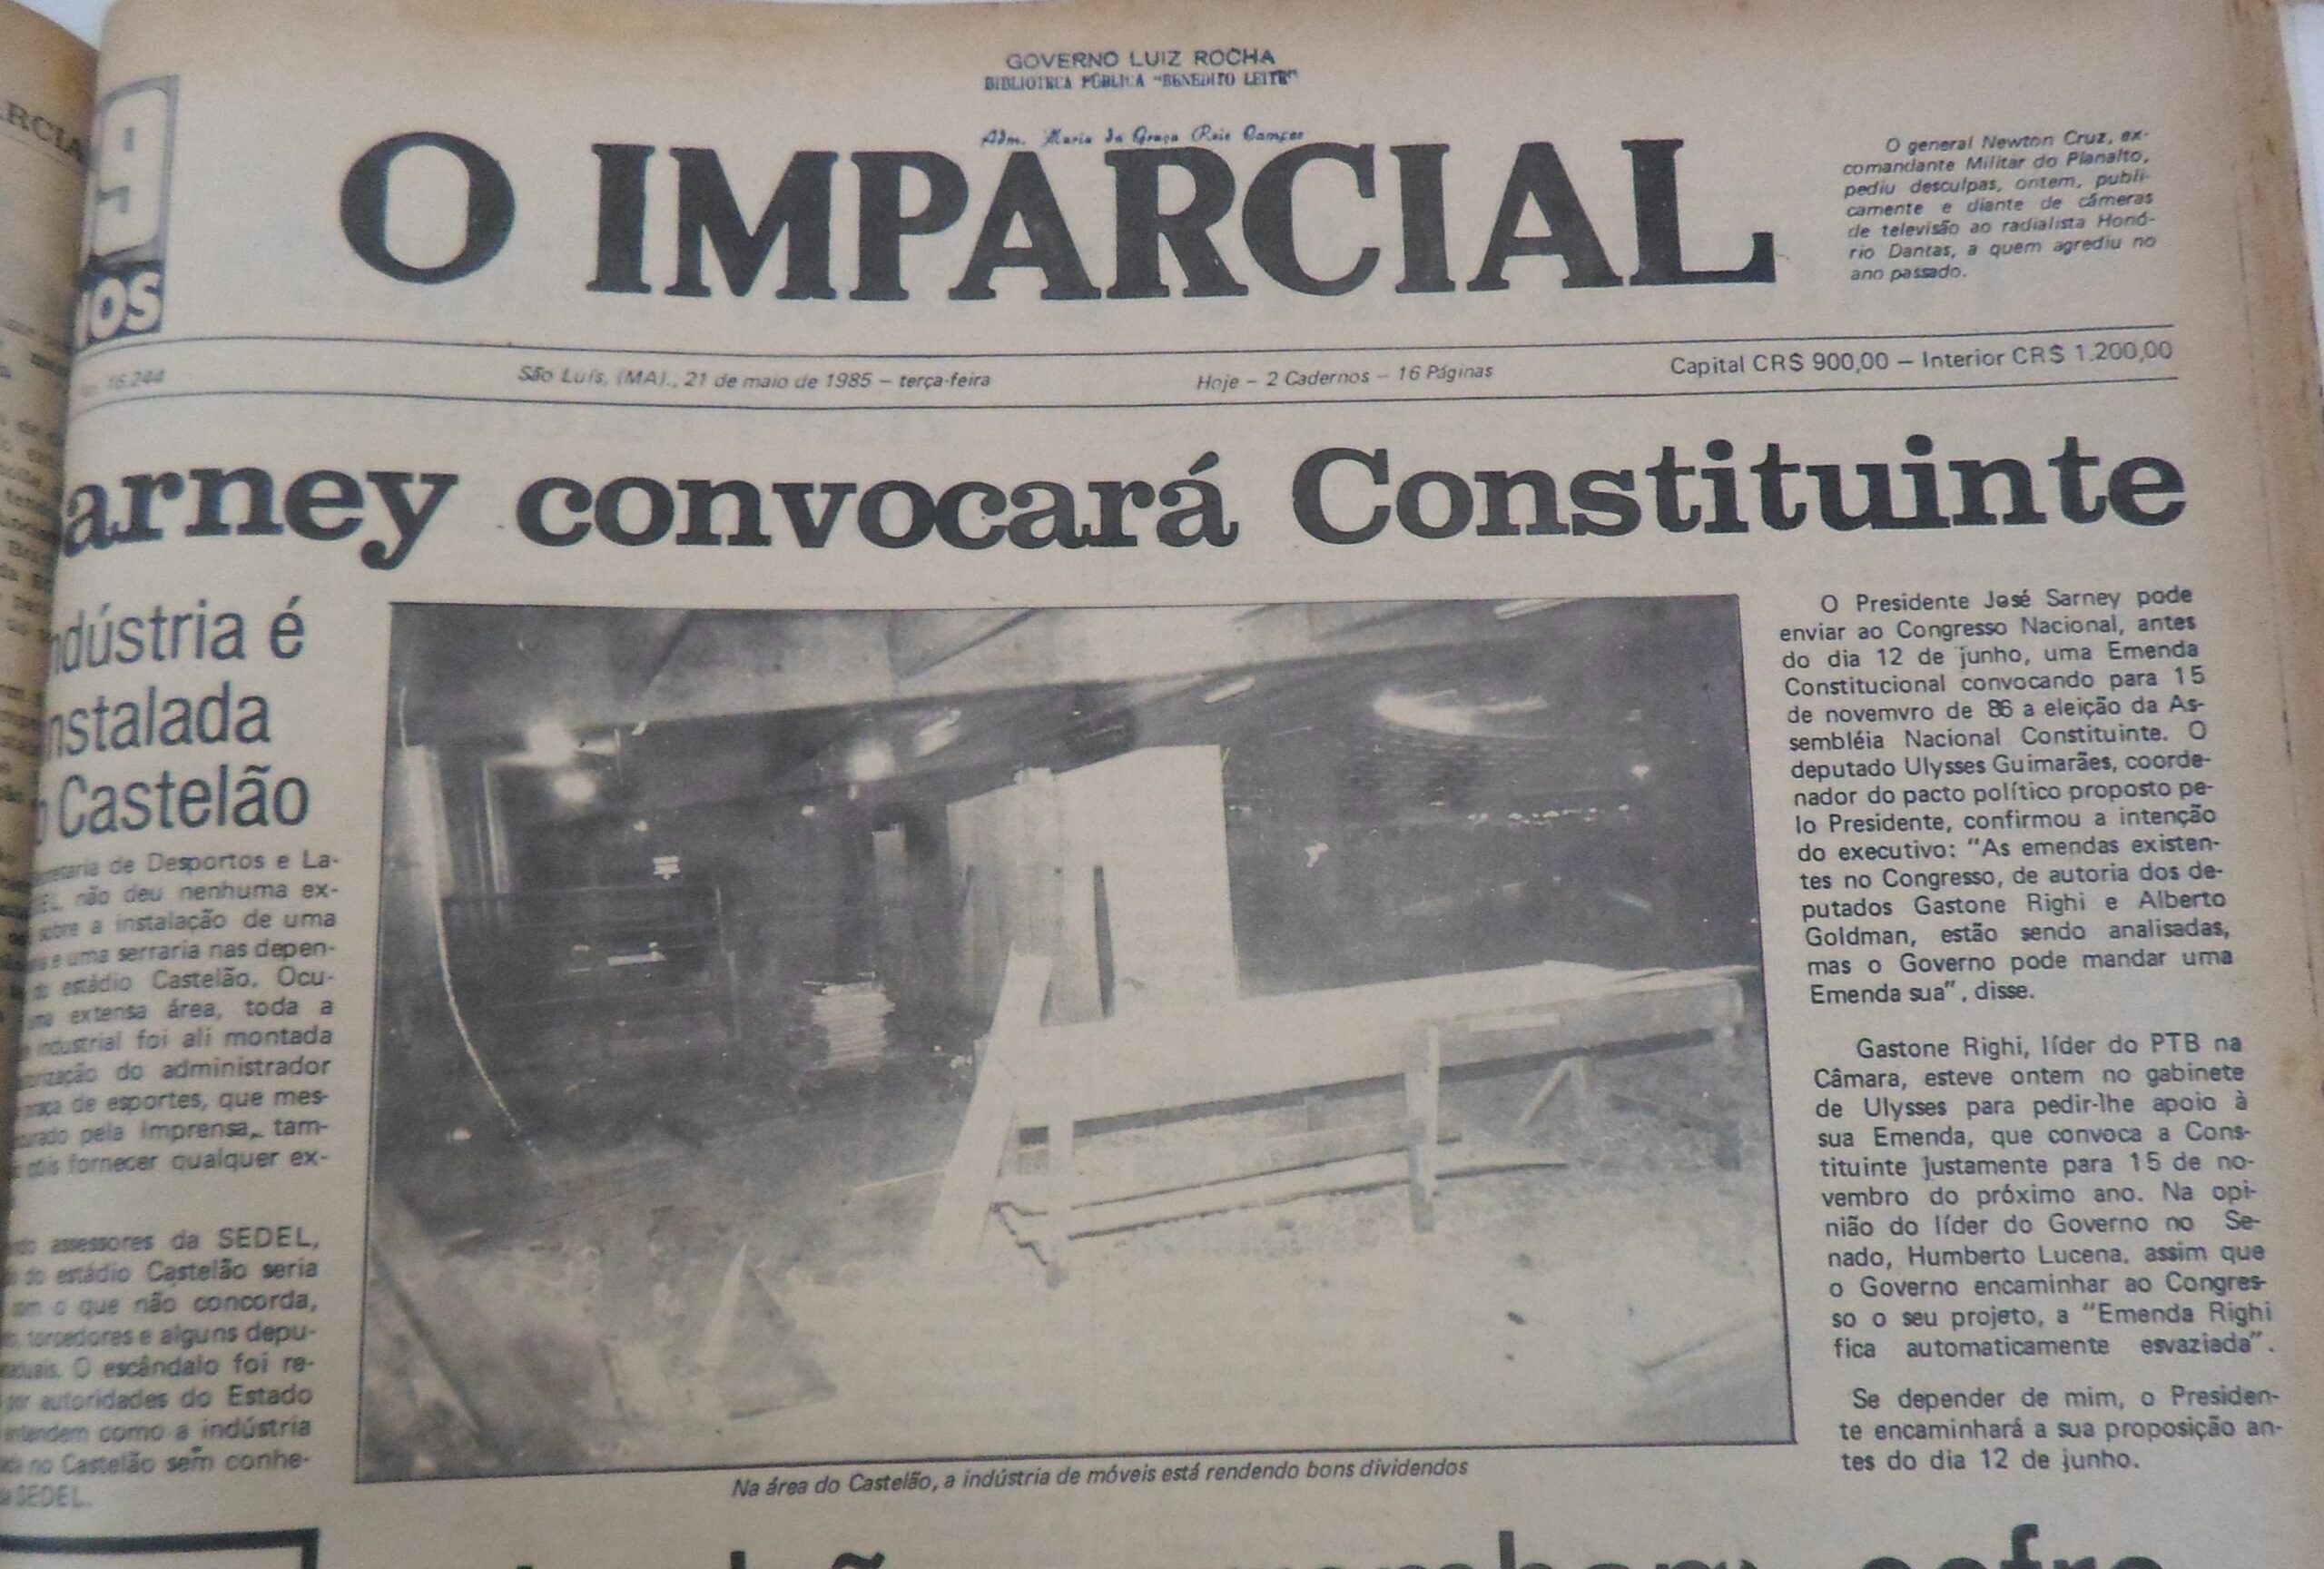 GOVERNO LUIZ ROCHA
BIBLIOTECA PÚBLICA "BENEDITO LEITE"
Adm. Maria da Graça Reis Campos
9
O IMPARCIAL
O general Newton Cruz, ex-
comandante Militar do Planalto,
pediu desculpas, ontem, publi-
camente e diante de câmeras
de televisão ao radialista Honó-
rio Dantas, a quem agrediu no
ano passado.
16.244
São Luís, (MA)., 21 de maio de 1985 – terça-feira
Hoje – 2 Cadernos – 16 Páginas
Capital CR$ 900,00 – Interior CR$ 1.200,00
arney convocará Constituinte
ndústria é
nstalada
Castelão
de Desportos e La-
não deu nenhuma ex-
sobre a instalação de uma
e uma serraria nas depen-
do estádio Castelão. Ocu-
extensa área, toda a
industrial foi ali montada
do administrador
de esportes, que mes-
pela Imprensa, tam-
fornecer qualquer ex-
assessores da SEDEL,
do estádio Castelão seria
o que não concorda,
torcedores e alguns depu-
O escândalo foi re-
por autoridades do Estado
como a indústria
no Castelão sem conhe-
SEDEL.
Na área do Castelão, a indústria de móveis está rendendo bons dividendos
O Presidente José Sarney pode
enviar ao Congresso Nacional, antes
do dia 12 de junho, uma Emenda
Constitucional convocando para 15
de novemvro de 86 a eleição da As-
sembléia Nacional Constituinte. O
deputado Ulysses Guimarães, coorde-
nador do pacto político proposto pe-
lo Presidente, confirmou a intenção
do executivo: "As emendas existen-
tes no Congresso, de autoria dos de-
putados Gastone Righi e Alberto
Goldman, estão sendo analisadas,
mas o Governo pode mandar uma
Emenda sua", disse.
Gastone Righi, líder do PTB na
Câmara, esteve ontem no gabinete
de Ulysses para pedir-lhe apoio à
sua Emenda, que convoca a Cons-
tituinte justamente para 15 de no-
vembro do próximo ano. Na opi-
nião do líder do Governo no Se-
nado, Humberto Lucena, assim que
o Governo encaminhar ao Congres-
so o seu projeto, a "Emenda Righi
fica automaticamente esvaziada".
Se depender de mim, o Presiden-
te encaminhará a sua proposição an-
tes do dia 12 de junho.